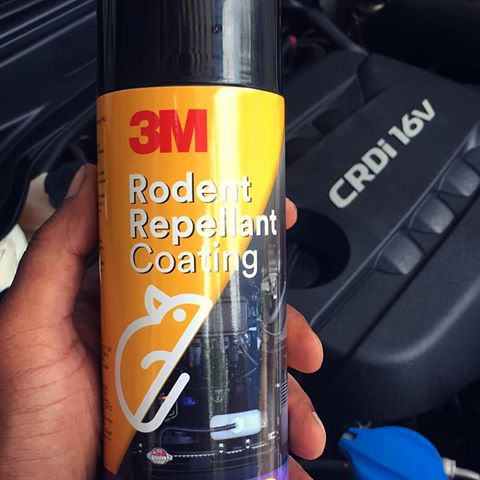 3M
Rodent
Repellant
Coating
CRDi 16v